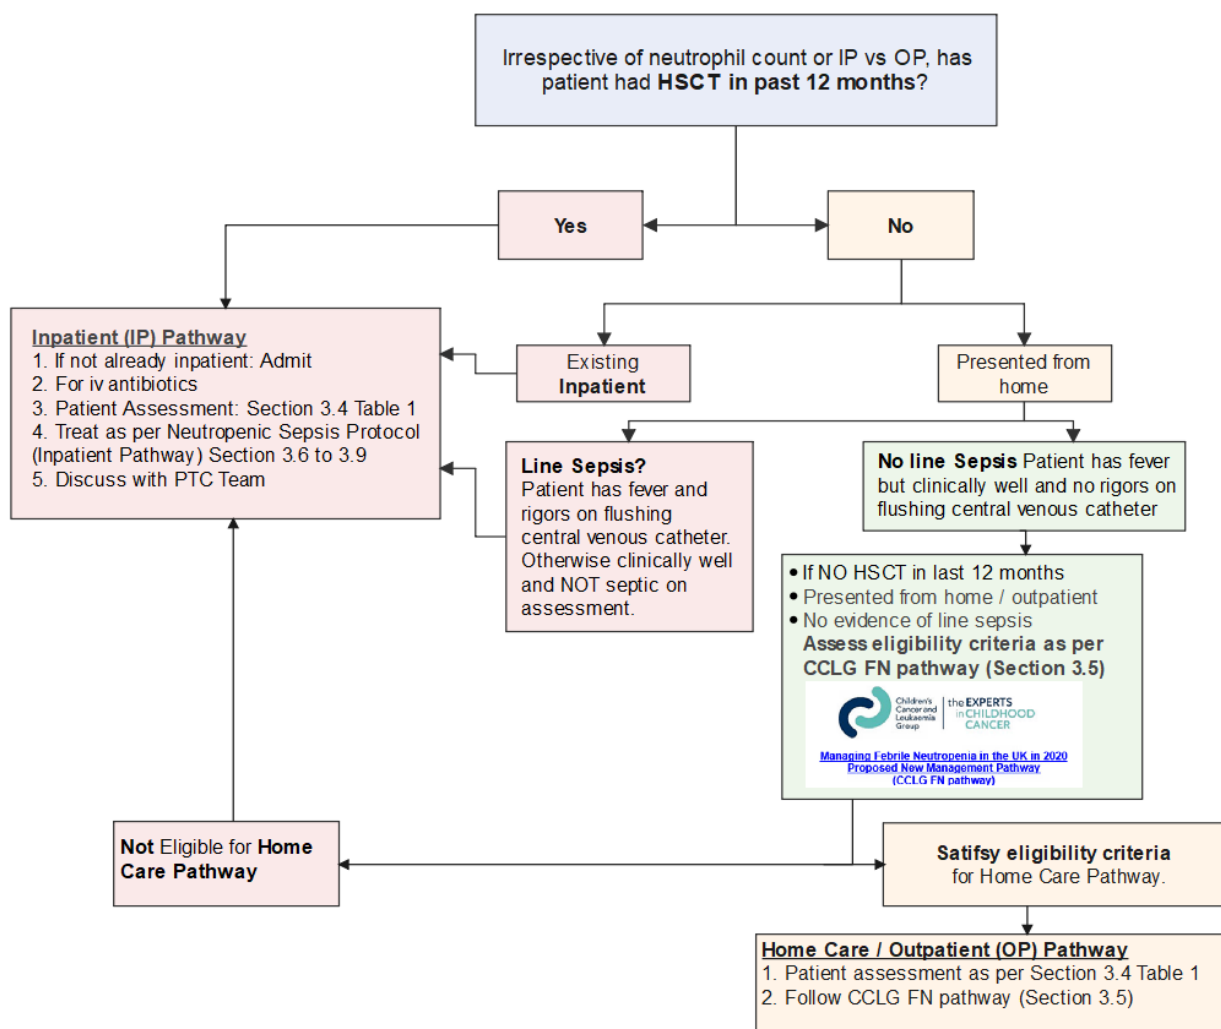 Irrespective of neutrophil count or IP vs OP, has
patient had HSCT in past 12 months?
Yes
No
Inpatient (IP) Pathway
1. If not already inpatient: Admit
2. For iv antibiotics
3. Patient Assessment: Section 3.4 Table 1
4. Treat as per Neutropenic Sepsis Protocol
(Inpatient Pathway) Section 3.6 to 3.9
5. Discuss with PTC Team
Existing
Inpatient
Presented from
home
Line Sepsis?
Patient has fever and
rigors on flushing
central venous catheter.
Otherwise clinically well
and NOT septic on
assessment.
No line Sepsis Patient has fever
but clinically well and no rigors on
flushing central venous catheter
• If NO HSCT in last 12 months
• Presented from home / outpatient
• No evidence of line sepsis
Assess eligibility criteria as per
CCLG FN pathway (Section 3.5)
Children's
Cancer and
Leukaemia
Group
the EXPERTS
in CHILDHOOD
CANCER
Managing Febrile Neutropenia in the UK in 2020
Proposed New Management Pathway
(CCLG FN pathway)
Not Eligible for Home
Care Pathway
Satifsy eligibility criteria
for Home Care Pathway.
Home Care / Outpatient (OP) Pathway
1. Patient assessment as per Section 3.4 Table 1
2. Follow CCLG FN pathway (Section 3.5)